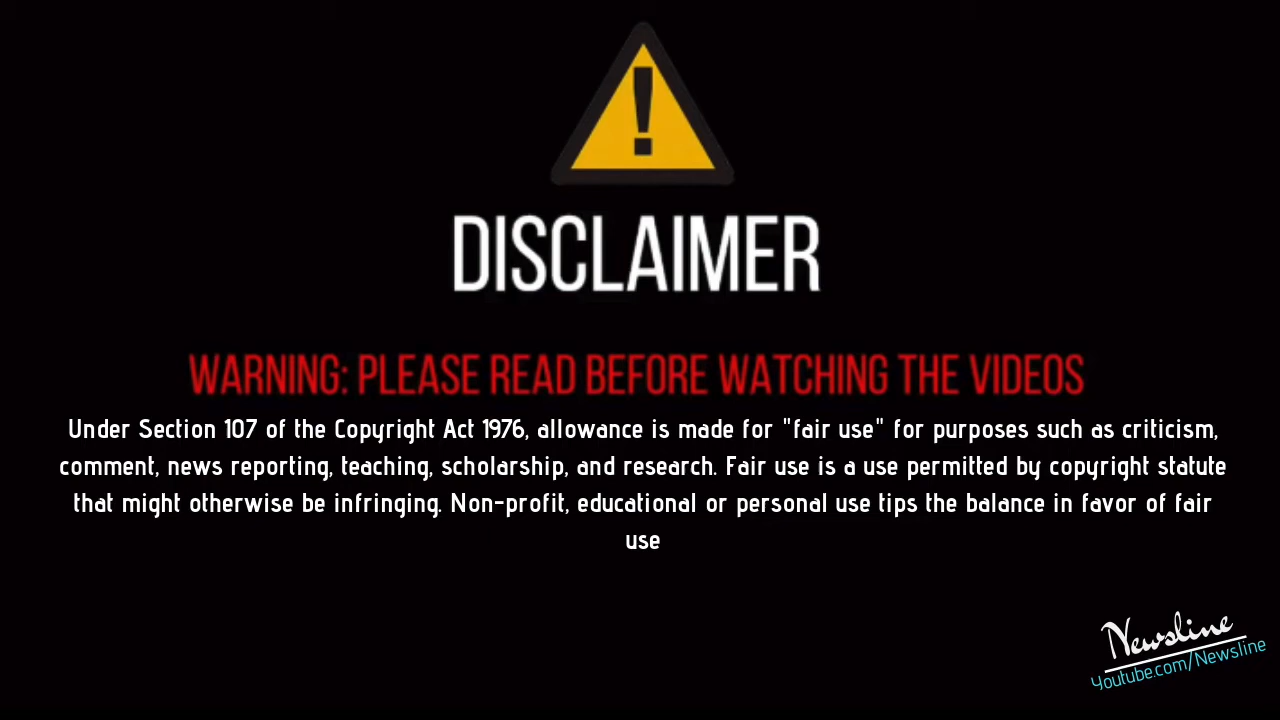 DISCLAIMER
WARNING: PLEASE READ BEFORE WATCHING THE VIDEOS
Under Section 107 of the Copyright Act 1976, allowance is made for "fair use" for purposes such as criticism,
comment, news reporting, teaching, scholarship, and research. Fair use is a use permitted by copyright statute
that might otherwise be infringing. Non-profit, educational or personal use tips the balance in favor of fair
use
Newsline
Youtube.com/Newsline